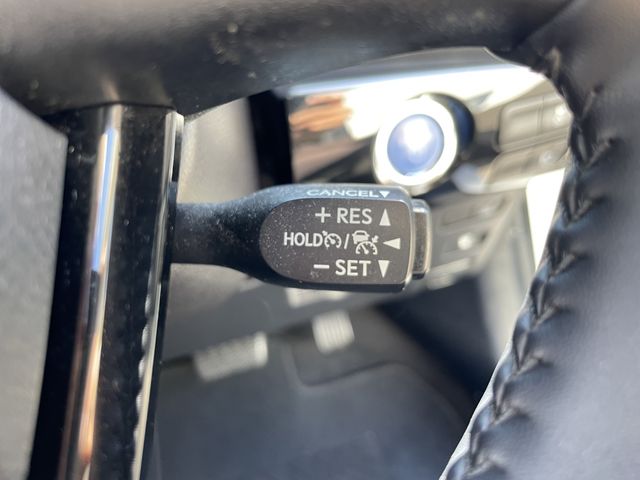 CANCEL▼
+ RES ▲
HOLD / ◀
− SET ▼